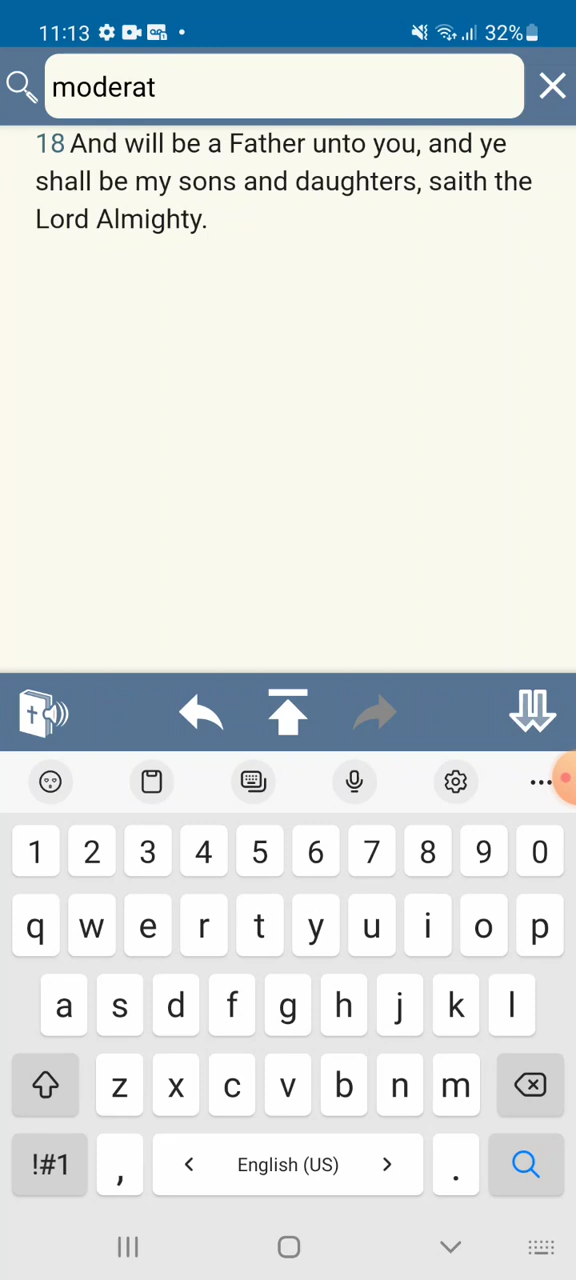 11:13 32%
moderat
18 And will be a Father unto you, and ye
shall be my sons and daughters, saith the
Lord Almighty.
1 2 3 4 5 6 7 8 9 0
q w e r t y u i o p
a s d f g h j k l
z x c v b n m
!#1 , < English (US) > .